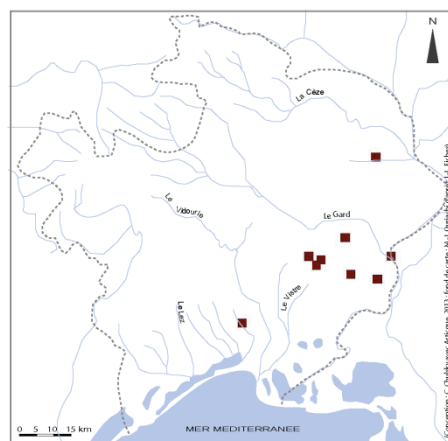 N
La Cèze
Le Vidourle
Le Gard
Le Vistre
Le Lez
0 5 10 15 km
MER MEDITERRANEE